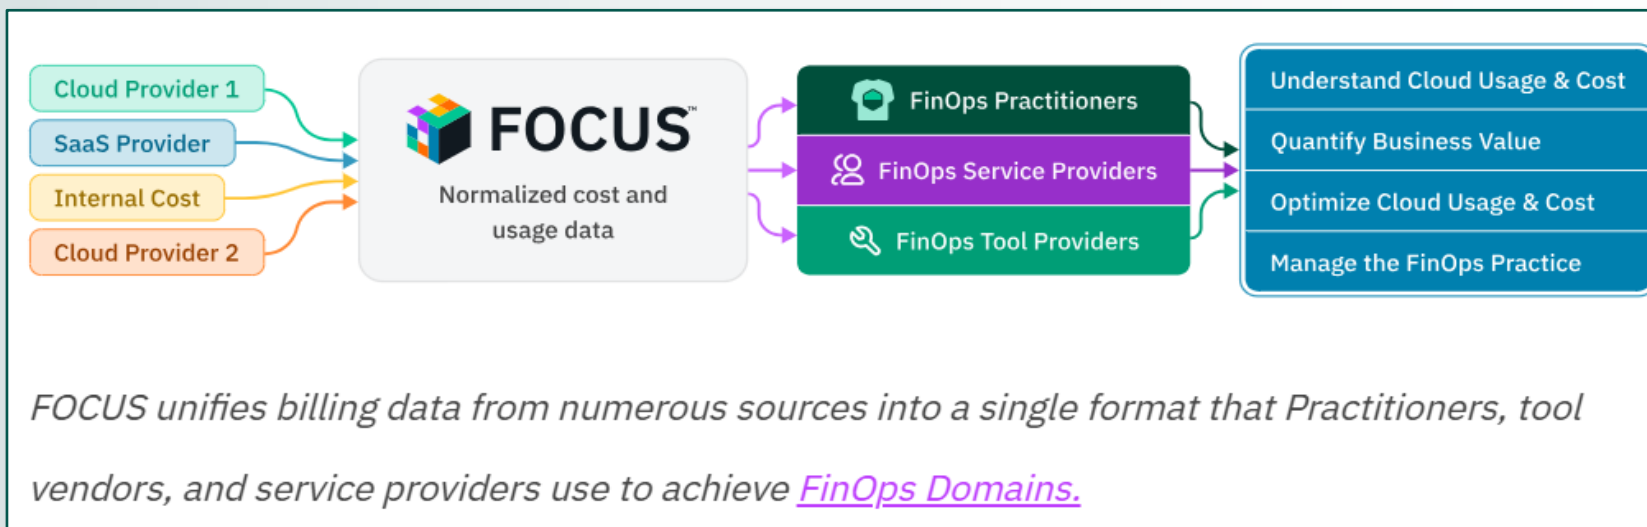 Cloud Provider 1
SaaS Provider
Internal Cost
Cloud Provider 2
FOCUS™
Normalized cost and
usage data
FinOps Practitioners
FinOps Service Providers
FinOps Tool Providers
Understand Cloud Usage & Cost
Quantify Business Value
Optimize Cloud Usage & Cost
Manage the FinOps Practice
FOCUS unifies billing data from numerous sources into a single format that Practitioners, tool
vendors, and service providers use to achieve FinOps Domains.